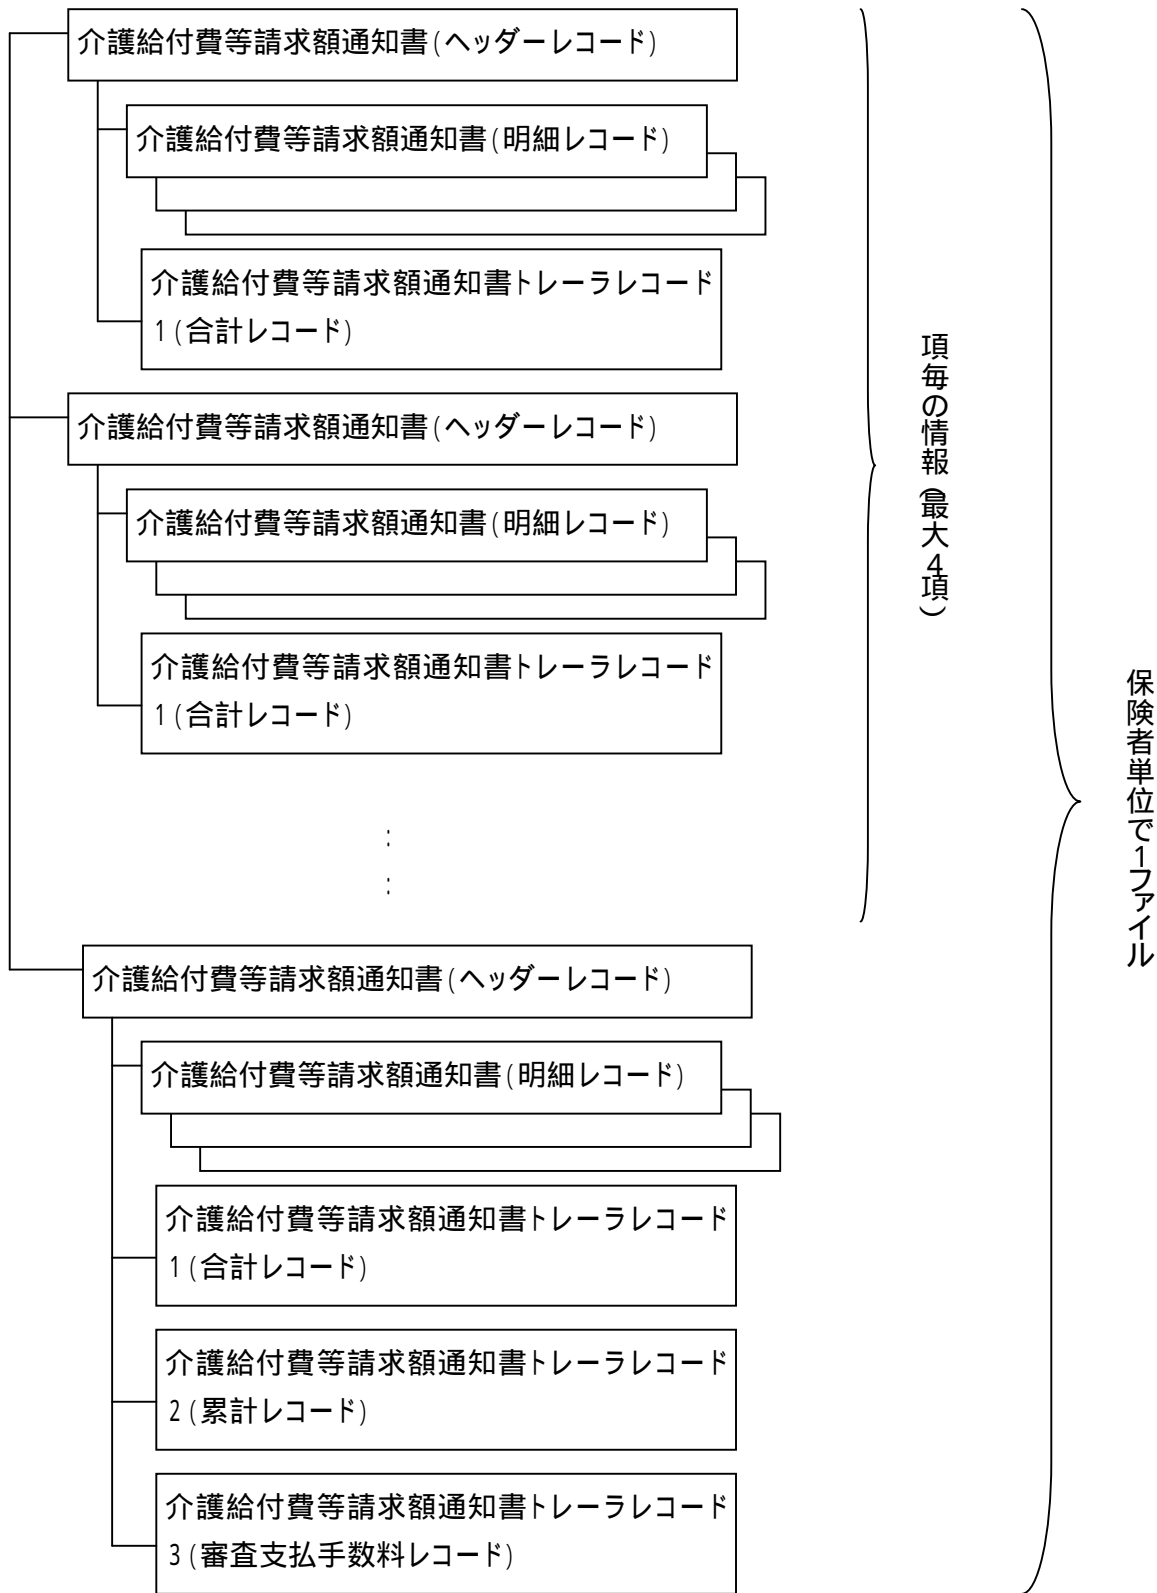 介護給付費等請求額通知書(ヘッダーレコード)
介護給付費等請求額通知書(明細レコード)
介護給付費等請求額通知書トレーラレコード
1(合計レコード)
介護給付費等請求額通知書(ヘッダーレコード)
介護給付費等請求額通知書(明細レコード)
介護給付費等請求額通知書トレーラレコード
1(合計レコード)
:
:
介護給付費等請求額通知書(ヘッダーレコード)
介護給付費等請求額通知書(明細レコード)
介護給付費等請求額通知書トレーラレコード
1(合計レコード)
介護給付費等請求額通知書トレーラレコード
2(累計レコード)
介護給付費等請求額通知書トレーラレコード
3(審査支払手数料レコード)
項毎の情報(最大4項)
保険者単位で1ファイル